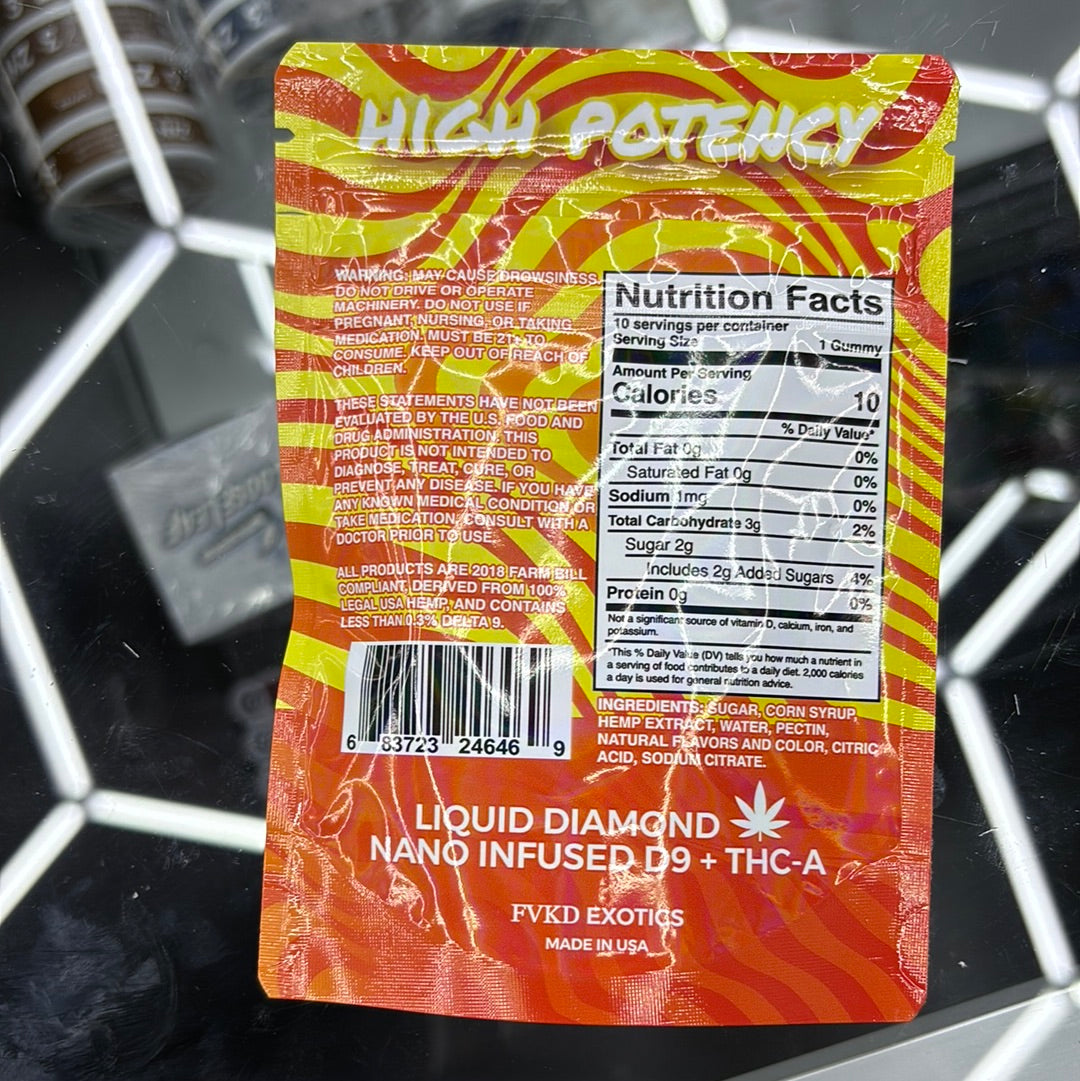 HIGH POTENCY
WARNING: MAY CAUSE DROWSINESS.
DO NOT DRIVE OR OPERATE
MACHINERY. DO NOT USE IF
PREGNANT, NURSING, OR TAKING
MEDICATION. MUST BE 21+ TO
CONSUME. KEEP OUT OF REACH OF
CHILDREN.
THESE STATEMENTS HAVE NOT BEEN
EVALUATED BY THE U.S. FOOD AND
DRUG ADMINISTRATION. THIS
PRODUCT IS NOT INTENDED TO
DIAGNOSE, TREAT, CURE, OR
PREVENT ANY DISEASE. IF YOU HAVE
ANY KNOWN MEDICAL CONDITION OR
TAKE MEDICATION, CONSULT WITH A
DOCTOR PRIOR TO USE.
ALL PRODUCTS ARE 2018 FARM BILL
COMPLIANT, DERIVED FROM 100%
LEGAL USA HEMP, AND CONTAINS
LESS THAN 0.3% DELTA 9.
6 83723 24646 9
Nutrition Facts
10 servings per container
Serving Size 1 Gummy
Amount Per Serving
Calories 10
% Daily Value*
Total Fat 0g 0%
Saturated Fat 0g 0%
Sodium 1mg 0%
Total Carbohydrate 3g 2%
Sugar 2g
Includes 2g Added Sugars 4%
Protein 0g 0%
Not a significant source of vitamin D, calcium, iron, and
potassium.
*This % Daily Value (DV) tells you how much a nutrient in
a serving of food contributes to a daily diet. 2,000 calories
a day is used for general nutrition advice.
INGREDIENTS: SUGAR, CORN SYRUP,
HEMP EXTRACT, WATER, PECTIN,
NATURAL FLAVORS AND COLOR, CITRIC
ACID, SODIUM CITRATE.
LIQUID DIAMOND
NANO INFUSED D9 + THC-A
FVKD EXOTICS
MADE IN USA